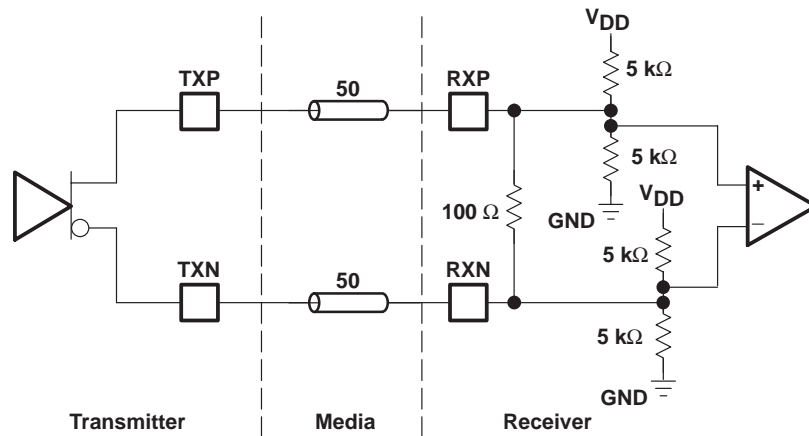 VDD
TXP
50
RXP
5 kΩ
5 kΩ
VDD
+
−
100 Ω
GND
5 kΩ
TXN
50
RXN
5 kΩ
GND
Transmitter
Media
Receiver